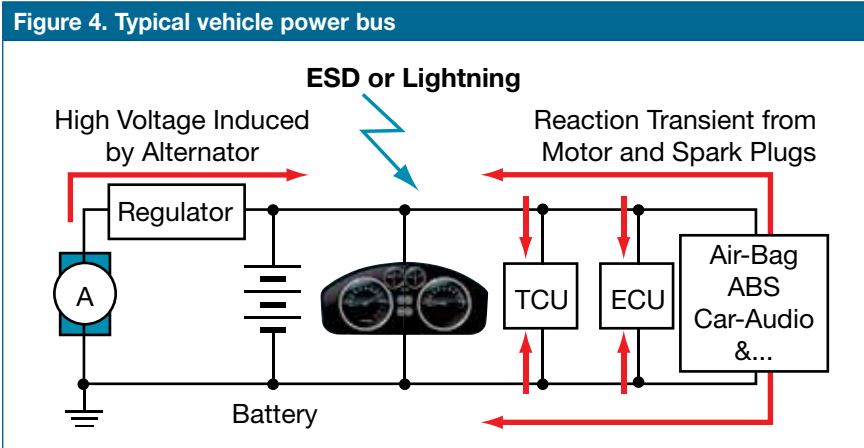 Figure 4. Typical vehicle power bus
ESD or Lightning
High Voltage Induced
by Alternator
Reaction Transient from
Motor and Spark Plugs
Regulator
A
TCU
ECU
Air-Bag
ABS
Car-Audio
&...
Battery